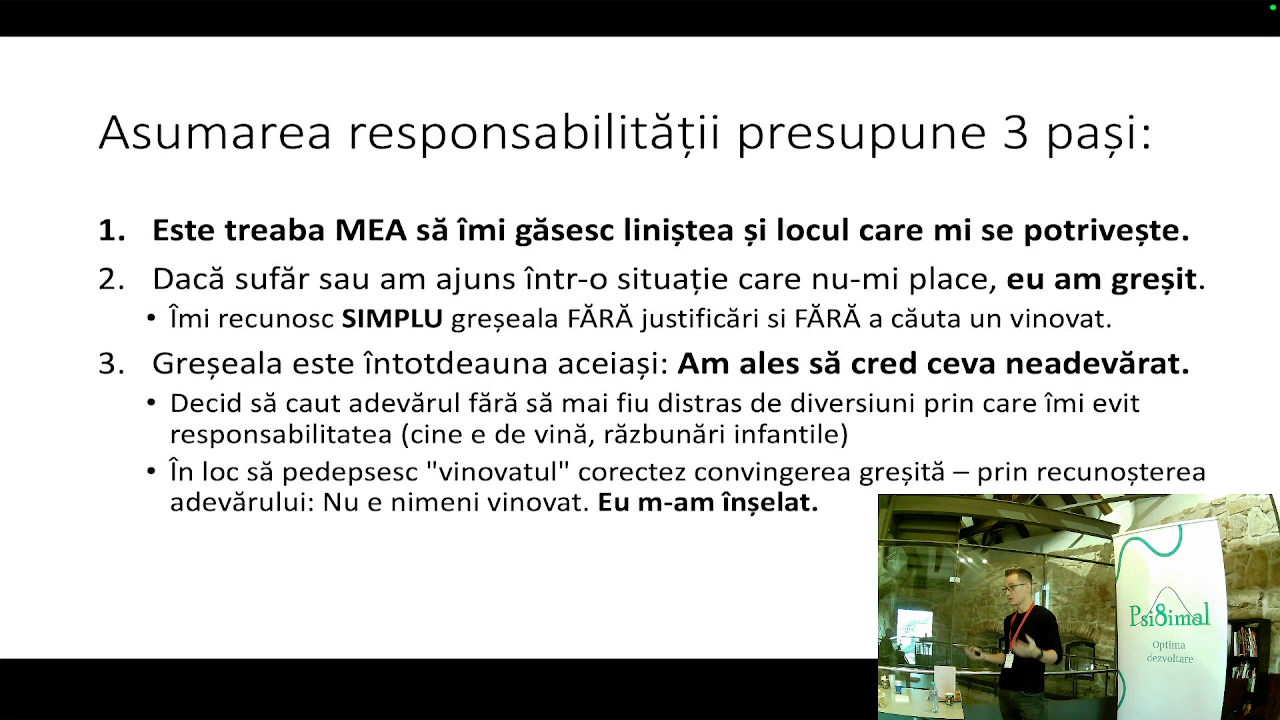 Asumarea responsabilității presupune 3 pași:
1. Este treaba MEA să îmi găsesc liniștea și locul care mi se potrivește.
2. Dacă sufăr sau am ajuns într-o situație care nu-mi place, eu am greșit.
• Îmi recunosc SIMPLU greșeala FĂRĂ justificări si FĂRĂ a căuta un vinovat.
3. Greșeala este întotdeauna aceiași: Am ales să cred ceva neadevărat.
• Decid să caut adevărul fără să mai fiu distras de diversiuni prin care îmi evit
responsabilitatea (cine e de vină, răzbunări infantile)
• În loc să pedepsesc "vinovatul" corectez convingerea greșită – prin recunoșterea
adevărului: Nu e nimeni vinovat. Eu m-am înșelat.
Psi8imal
Optima
dezvoltare